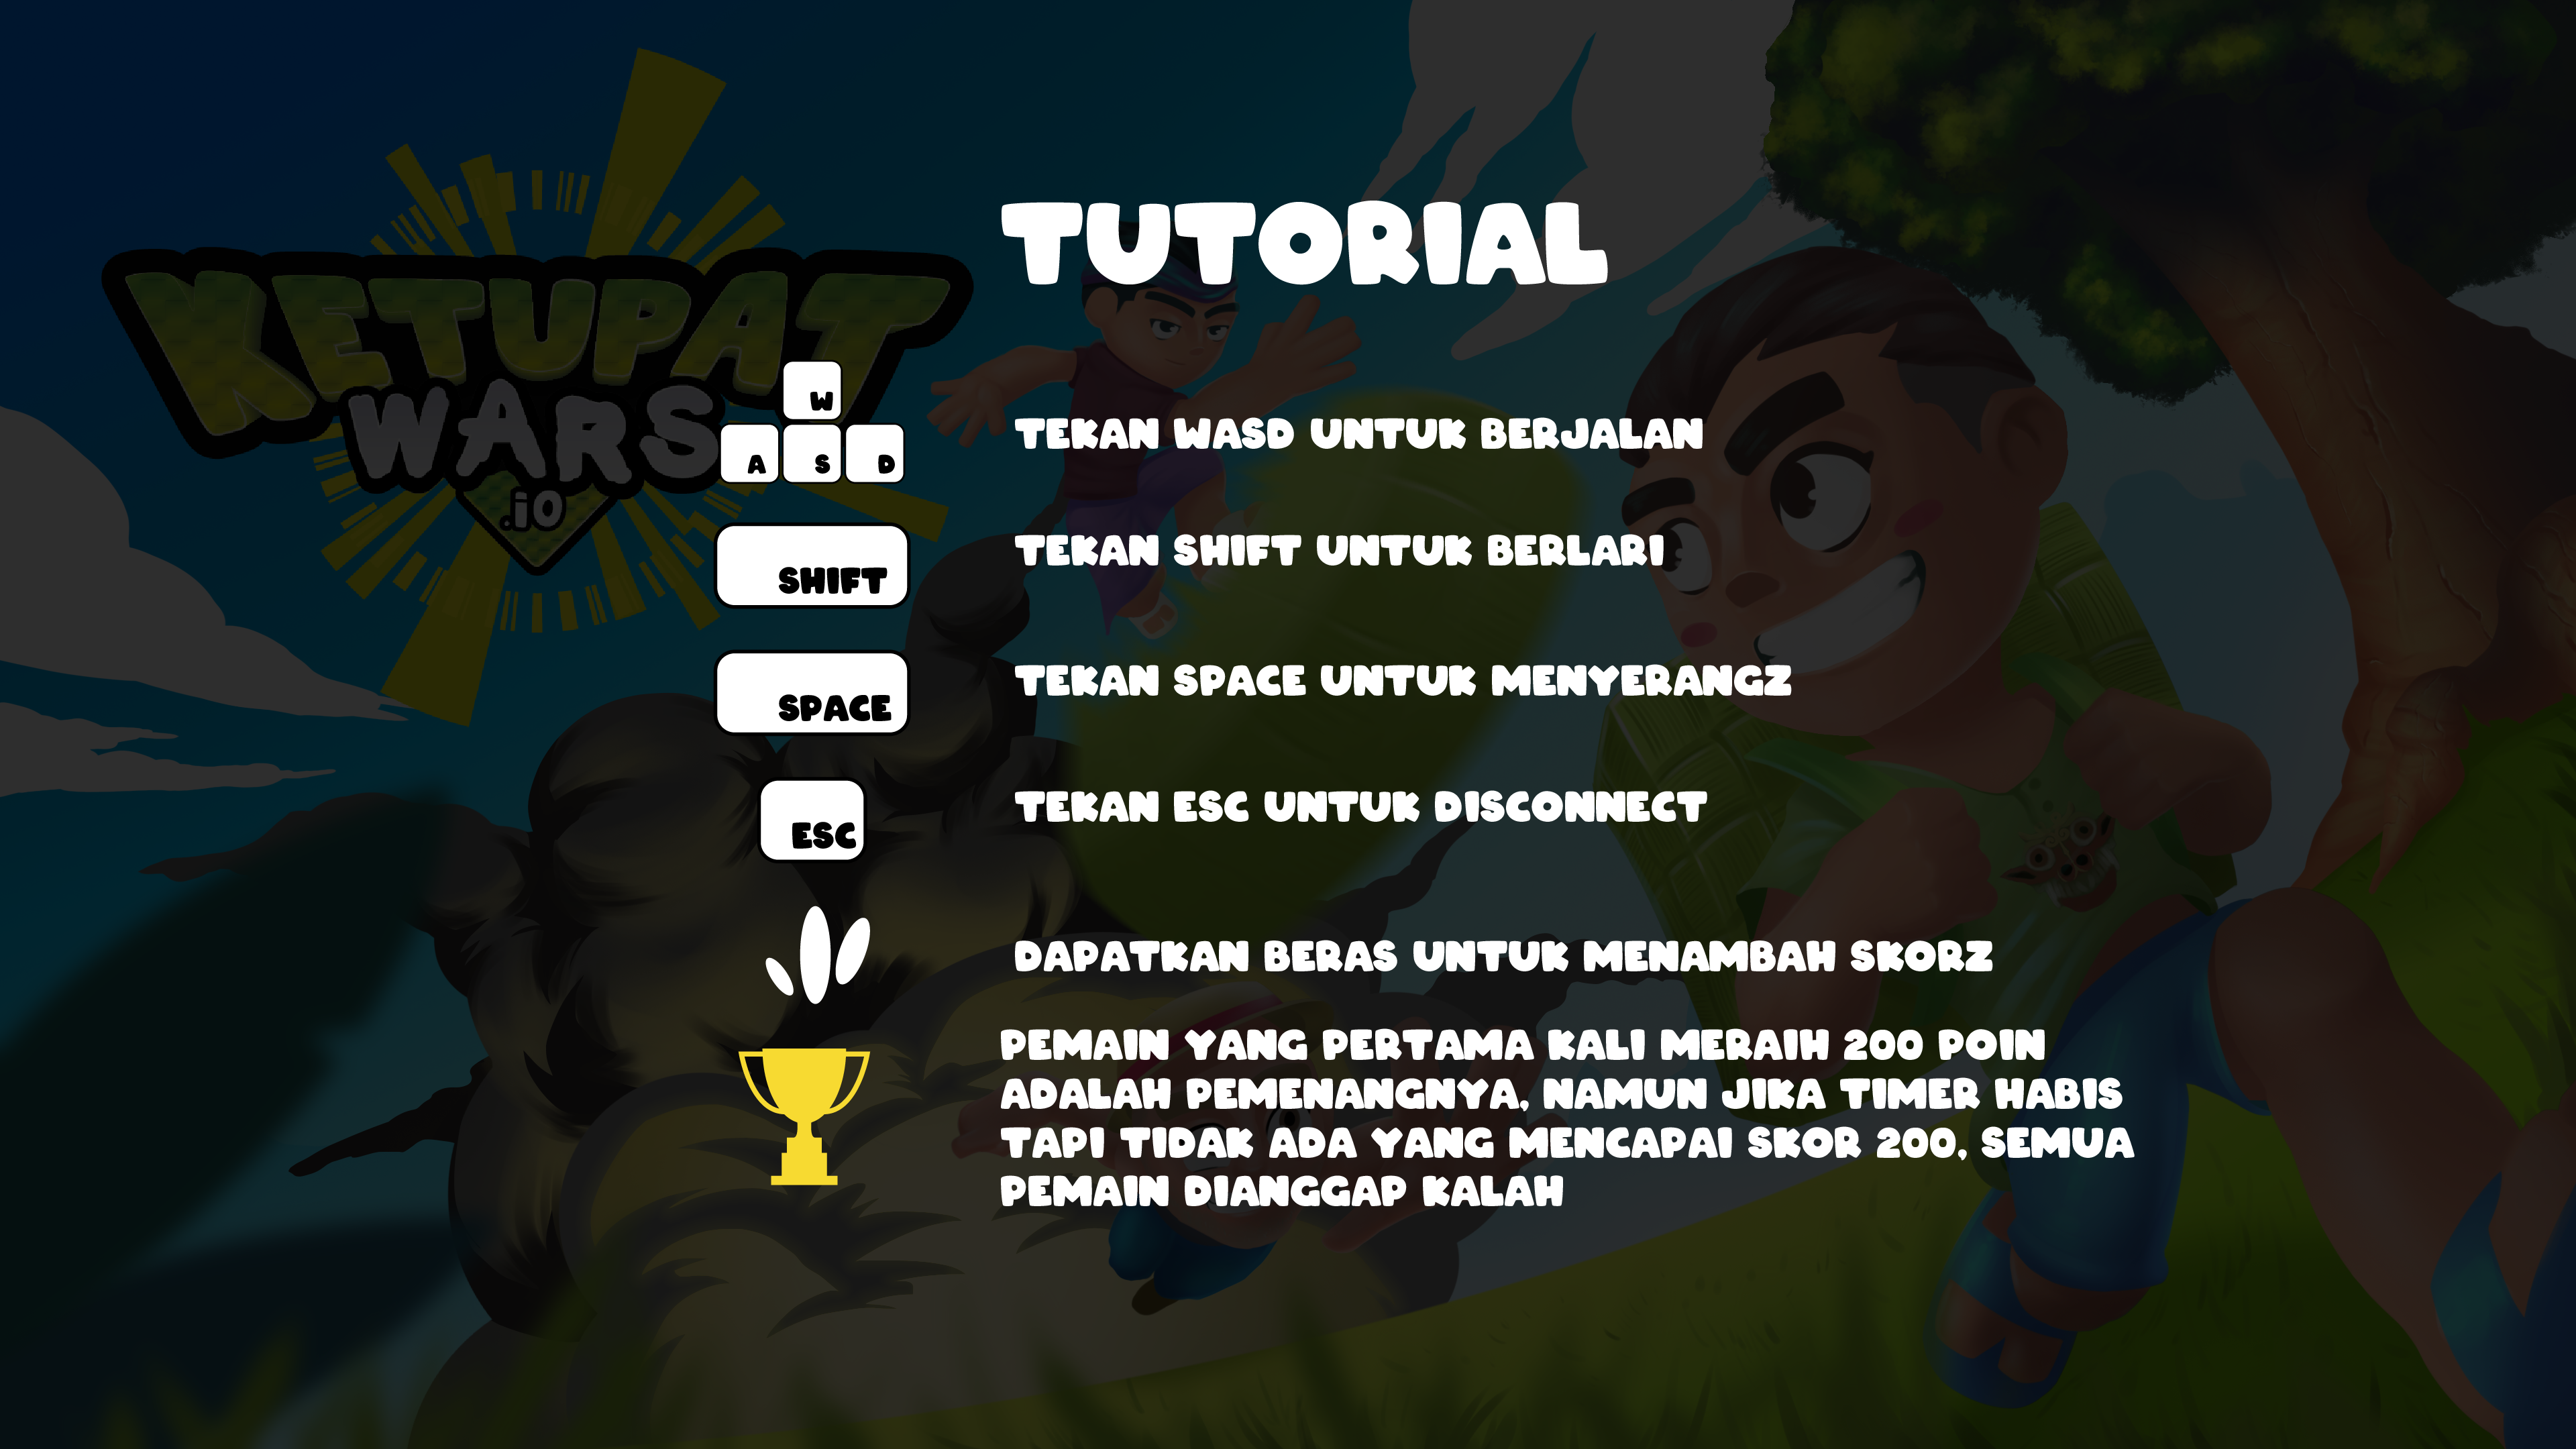 TUTORIAL
KETUPAT
WARS
.iO
W
A S D
TEKAN WASD UNTUK BERJALAN
SHIFT
TEKAN SHIFT UNTUK BERLARI
SPACE
TEKAN SPACE UNTUK MENYERANGZ
ESC
TEKAN ESC UNTUK DISCONNECT
DAPATKAN BERAS UNTUK MENAMBAH SKORZ
PEMAIN YANG PERTAMA KALI MERAIH 200 POIN
ADALAH PEMENANGNYA, NAMUN JIKA TIMER HABIS
TAPI TIDAK ADA YANG MENCAPAI SKOR 200, SEMUA
PEMAIN DIANGGAP KALAH